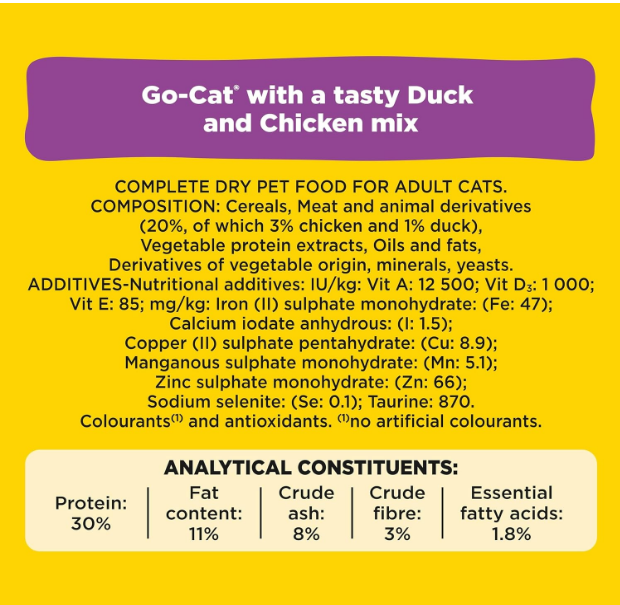 Go-Cat® with a tasty Duck
and Chicken mix
COMPLETE DRY PET FOOD FOR ADULT CATS.
COMPOSITION: Cereals, Meat and animal derivatives
(20%, of which 3% chicken and 1% duck),
Vegetable protein extracts, Oils and fats,
Derivatives of vegetable origin, minerals, yeasts.
ADDITIVES-Nutritional additives: IU/kg: Vit A: 12 500; Vit D₃: 1 000;
Vit E: 85; mg/kg: Iron (II) sulphate monohydrate: (Fe: 47);
Calcium iodate anhydrous: (I: 1.5);
Copper (II) sulphate pentahydrate: (Cu: 8.9);
Manganous sulphate monohydrate: (Mn: 5.1);
Zinc sulphate monohydrate: (Zn: 66);
Sodium selenite: (Se: 0.1); Taurine: 870.
Colourants⁽¹⁾ and antioxidants. ⁽¹⁾no artificial colourants.
ANALYTICAL CONSTITUENTS:
Protein:
30%
Fat
content:
11%
Crude
ash:
8%
Crude
fibre:
3%
Essential
fatty acids:
1.8%